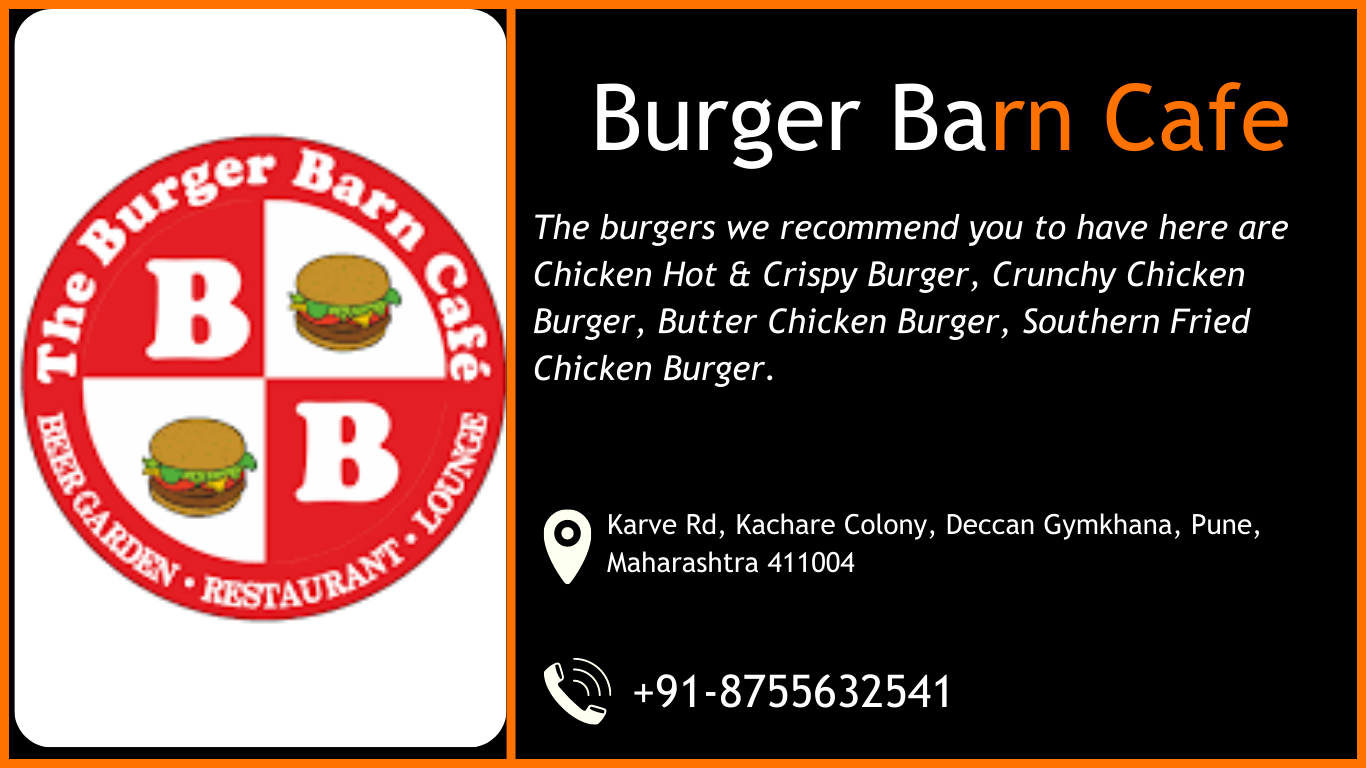 The Burger Barn Café
B
B
BEER GARDEN • RESTAURANT • LOUNGE
Burger Barn Cafe
The burgers we recommend you to have here are
Chicken Hot & Crispy Burger, Crunchy Chicken
Burger, Butter Chicken Burger, Southern Fried
Chicken Burger.
Karve Rd, Kachare Colony, Deccan Gymkhana, Pune,
Maharashtra 411004
+91-8755632541